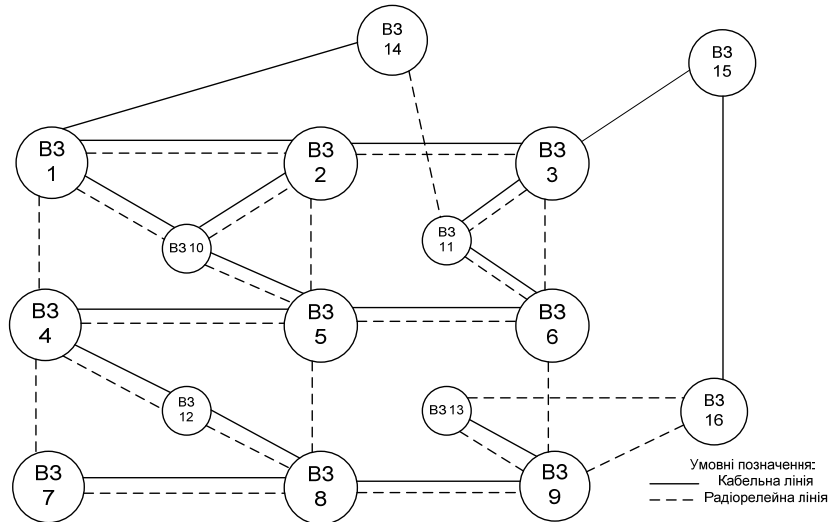 ВЗ
14
ВЗ
15
ВЗ
1
ВЗ
2
ВЗ
3
ВЗ 10
ВЗ
11
ВЗ
4
ВЗ
5
ВЗ
6
ВЗ
12
ВЗ 13
ВЗ
16
ВЗ
7
ВЗ
8
ВЗ
9
Умовні позначення:
Кабельна лінія
Радіорелейна лінія